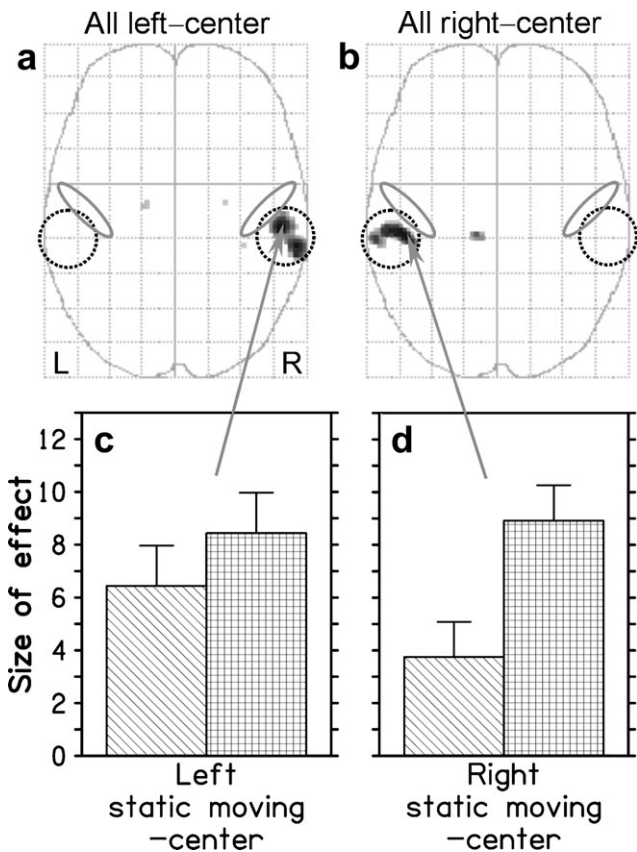 All left–center
All right–center
a
b
L
R
c
d
Size of effect
12
10
8
6
4
2
0
Left
static moving
-center
Right
static moving
-center